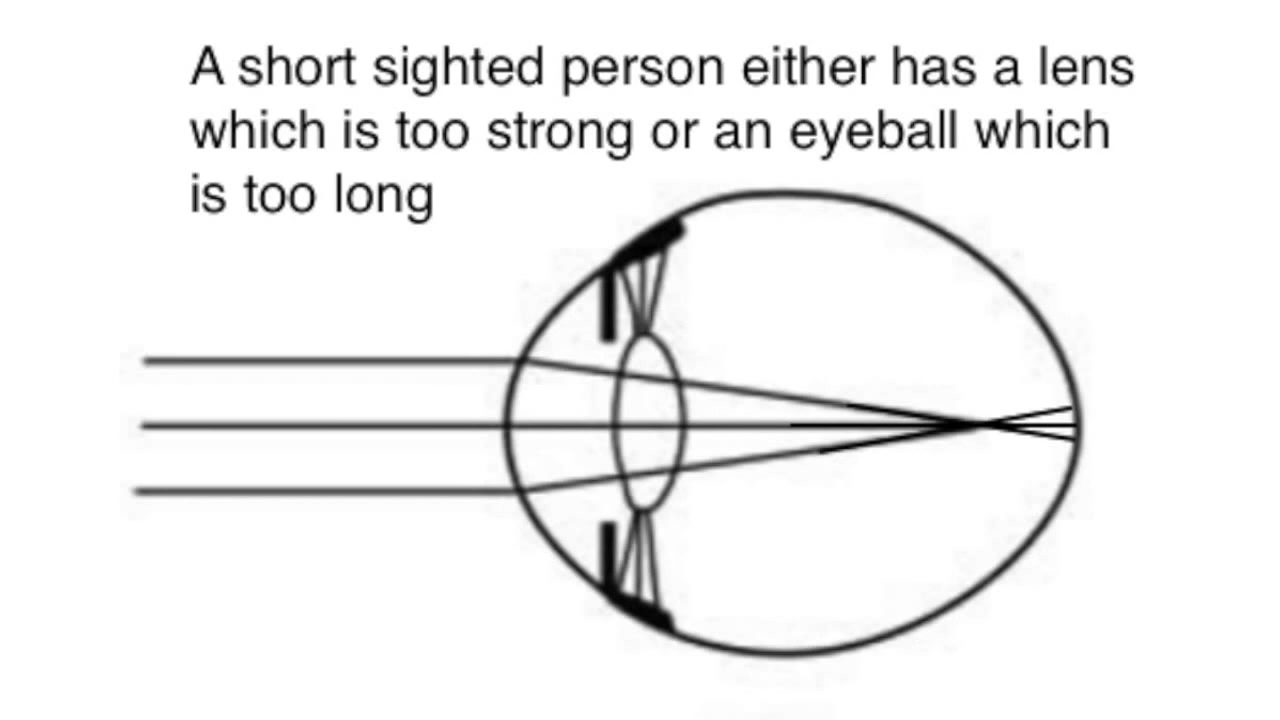 A short sighted person either has a lens
which is too strong or an eyeball which
is too long